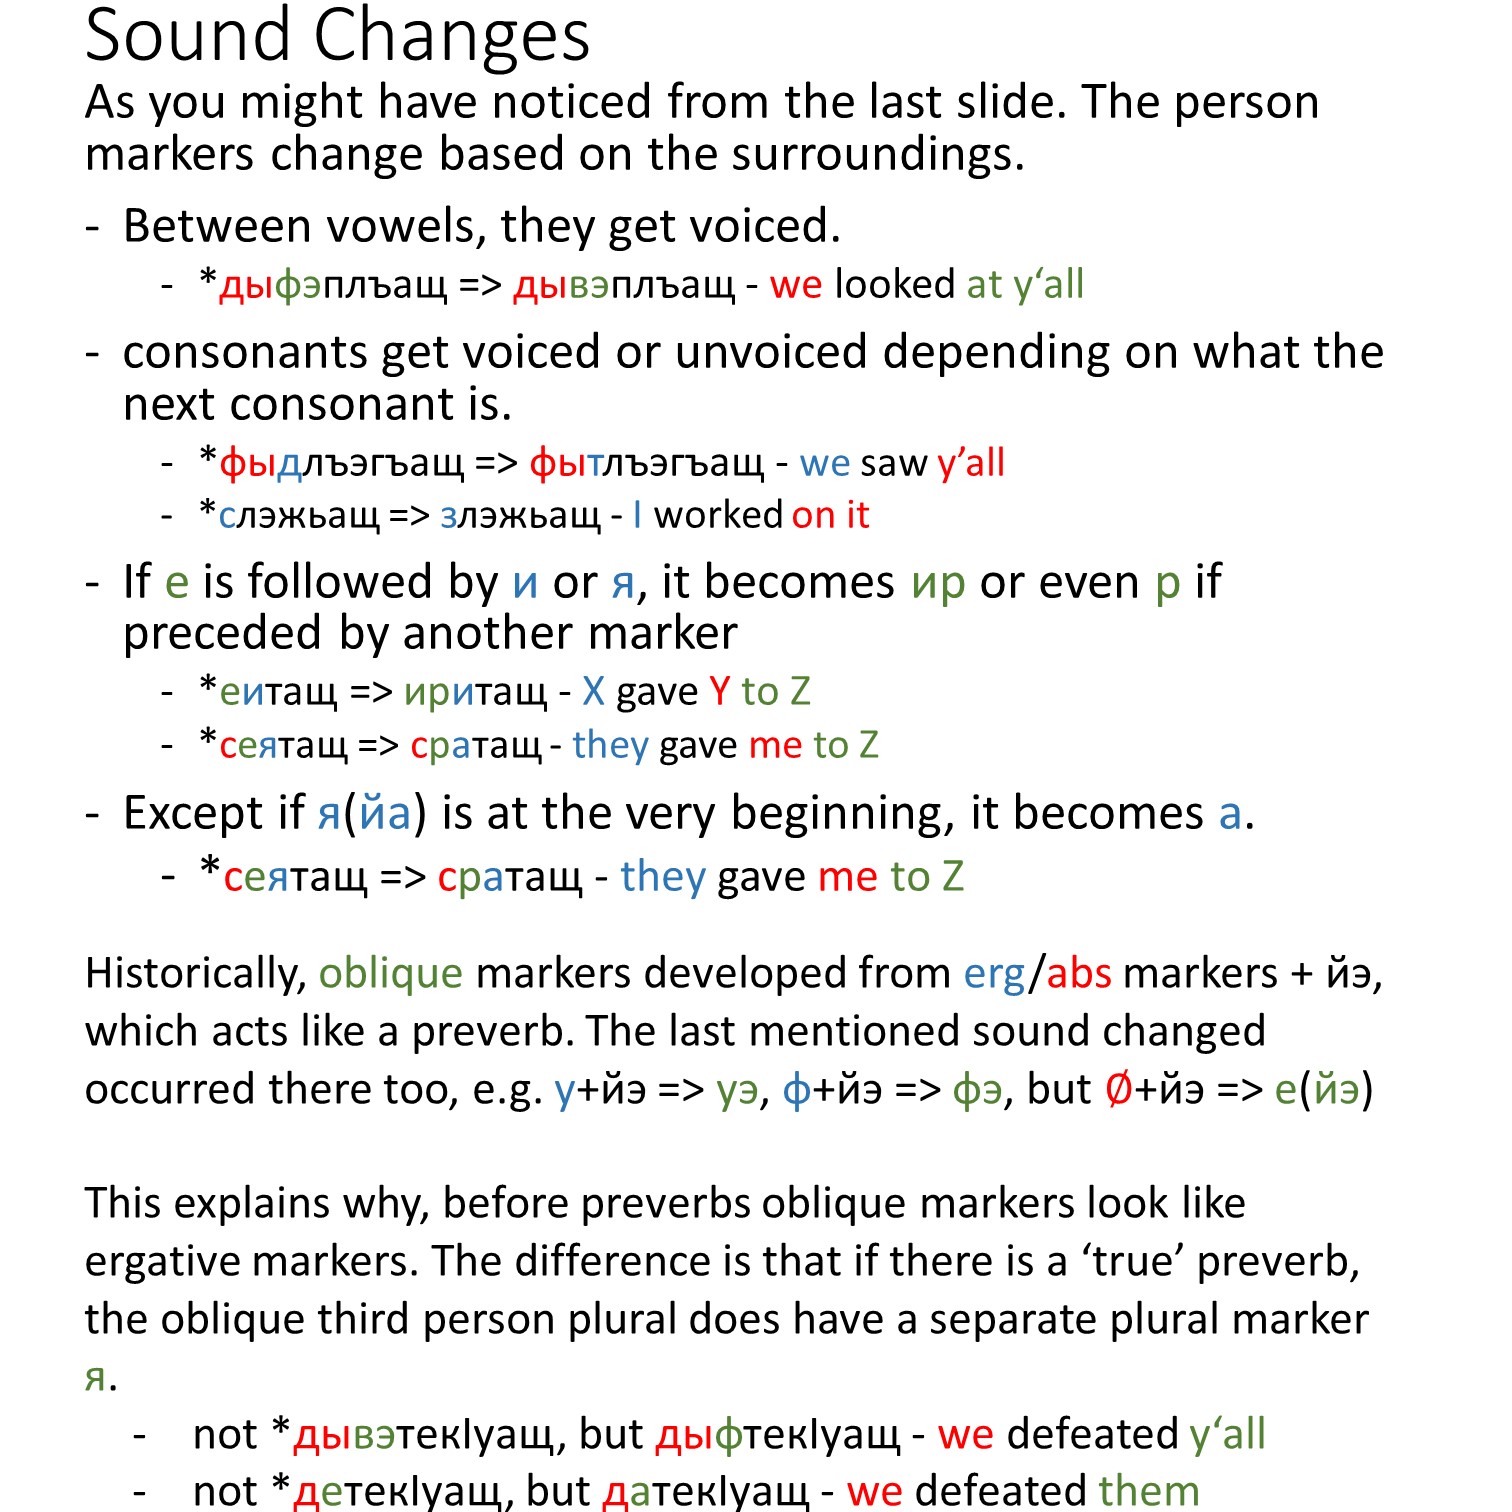 Sound Changes
As you might have noticed from the last slide. The person
markers change based on the surroundings.
- Between vowels, they get voiced.
- *дыфэплъащ => дывэплъащ - we looked at y‘all
- consonants get voiced or unvoiced depending on what the
next consonant is.
- *фыдлъэгъащ => фытлъэгъащ - we saw y’all
- *слэжьащ => злэжьащ - I worked on it
- If е is followed by и or я, it becomes ир or even р if
preceded by another marker
- *еитащ => иритащ - X gave Y to Z
- *сеятащ => сратащ - they gave me to Z
- Except if я(йа) is at the very beginning, it becomes а.
- *сеятащ => сратащ - they gave me to Z
Historically, oblique markers developed from erg/abs markers + йэ,
which acts like a preverb. The last mentioned sound changed
occurred there too, e.g. у+йэ => уэ, ф+йэ => фэ, but Ø+йэ => е(йэ)
This explains why, before preverbs oblique markers look like
ergative markers. The difference is that if there is a ‘true’ preverb,
the oblique third person plural does have a separate plural marker
я.
- not *дывэтекӏуащ, but дыфтекӏуащ - we defeated y‘all
- not *детекӏуащ, but датекӏуащ - we defeated them